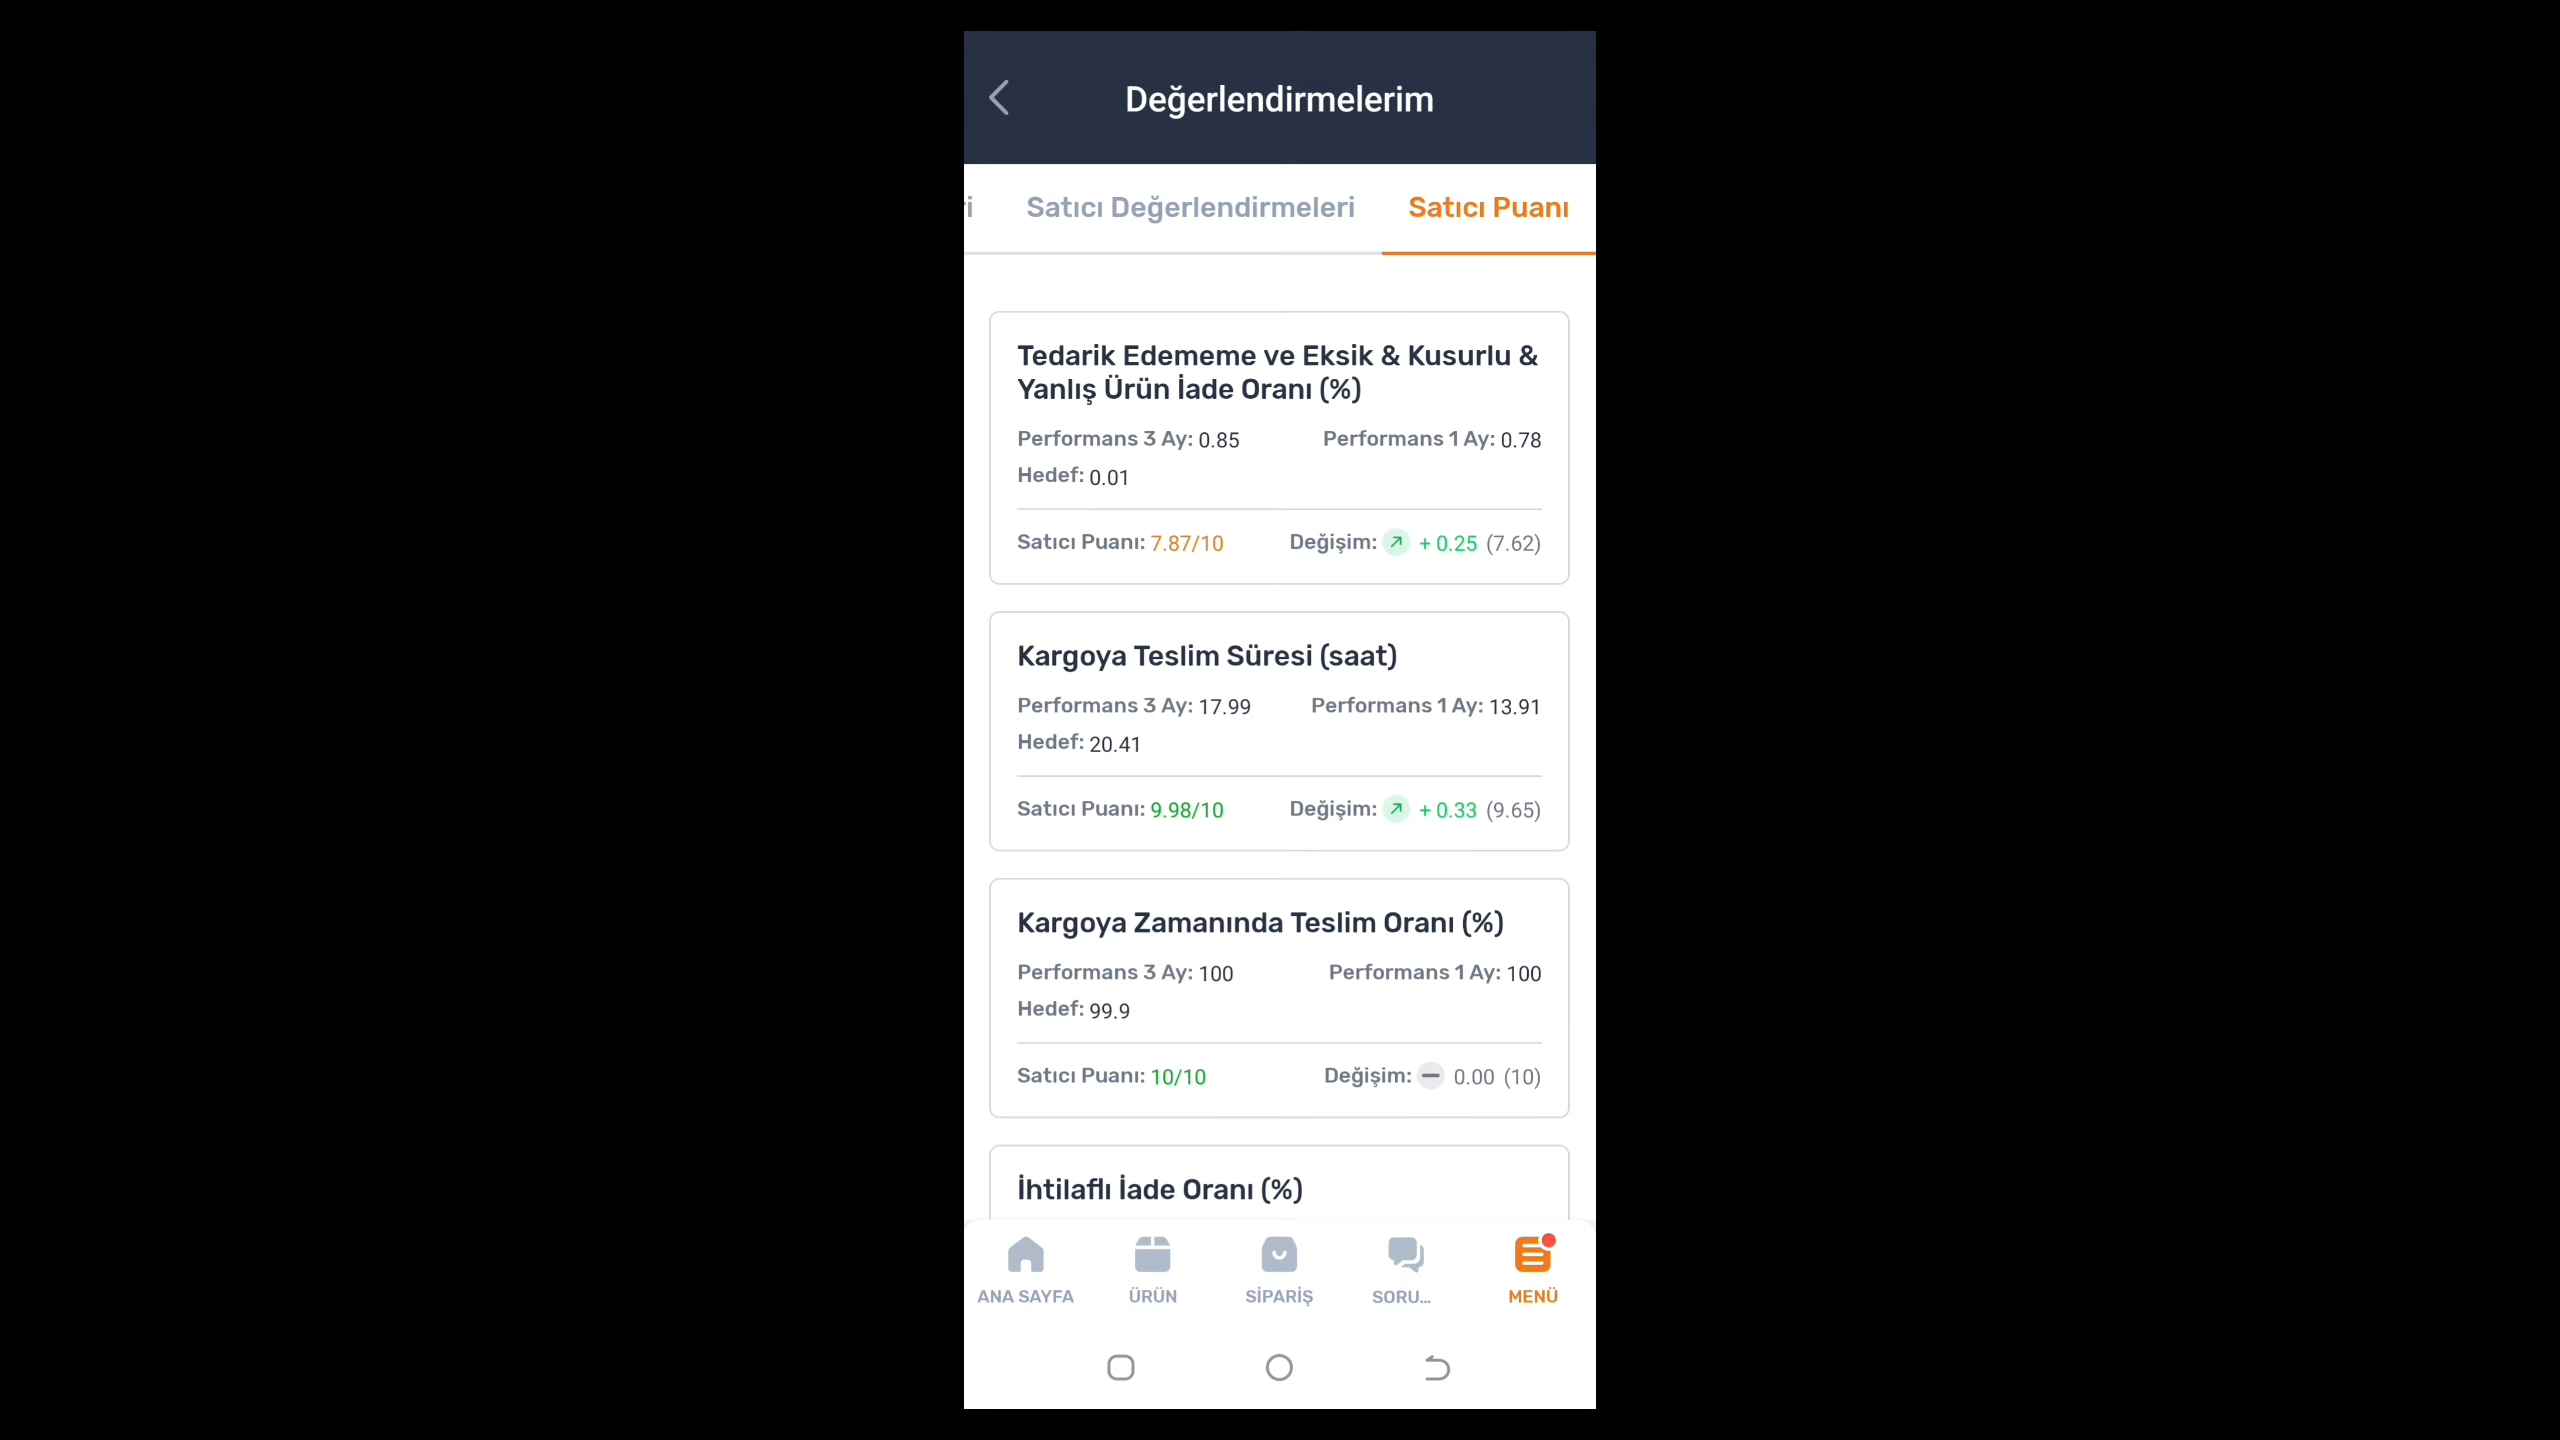 Değerlendirmelerim
ri Satıcı Değerlendirmeleri Satıcı Puanı
Tedarik Edememe ve Eksik & Kusurlu &
Yanlış Ürün İade Oranı (%)
Performans 3 Ay: 0.85 Performans 1 Ay: 0.78
Hedef: 0.01
Satıcı Puanı: 7.87/10 Değişim: + 0.25 (7.62)
Kargoya Teslim Süresi (saat)
Performans 3 Ay: 17.99 Performans 1 Ay: 13.91
Hedef: 20.41
Satıcı Puanı: 9.98/10 Değişim: + 0.33 (9.65)
Kargoya Zamanında Teslim Oranı (%)
Performans 3 Ay: 100 Performans 1 Ay: 100
Hedef: 99.9
Satıcı Puanı: 10/10 Değişim: 0.00 (10)
İhtilaflı İade Oranı (%)
ANA SAYFA ÜRÜN SİPARİŞ SORU... MENÜ